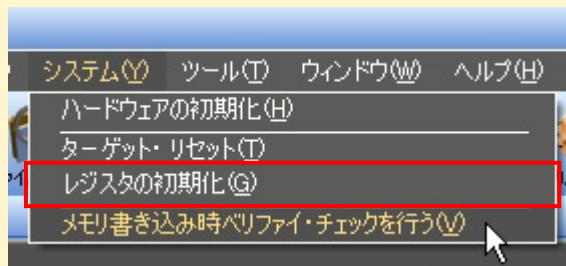 システム(Y) ツール(T) ウィンドウ(W) ヘルプ(H)
ハードウェアの初期化(H)
ターゲット・リセット(T)
レジスタの初期化(G)
メモリ書き込み時ベリファイ・チェックを行う(V)